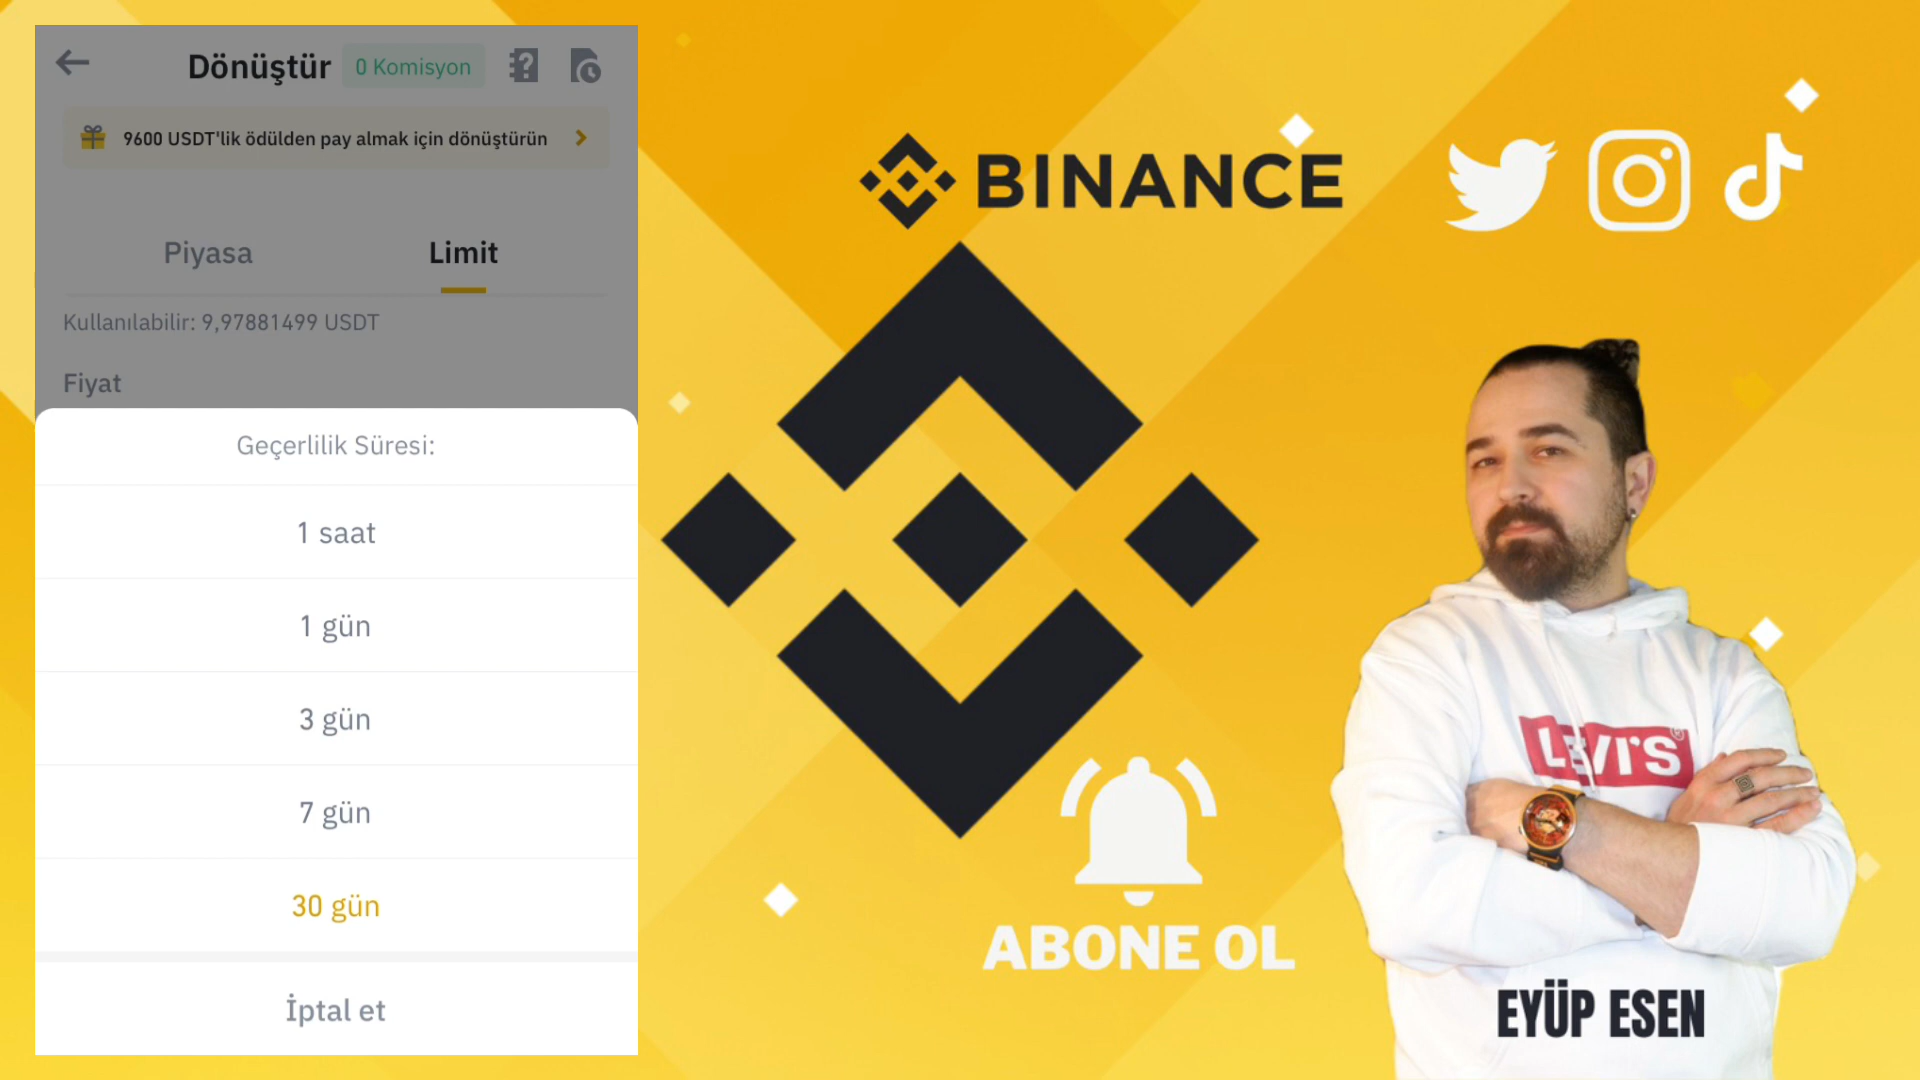 Dönüştür 0 Komisyon
9600 USDT'lik ödülden pay almak için dönüştürün
Piyasa Limit
Kullanılabilir: 9,97881499 USDT
Fiyat
Geçerlilik Süresi:
1 saat
1 gün
3 gün
7 gün
30 gün
İptal et
BINANCE
LEVI'S®
ABONE OL
EYÜP ESEN